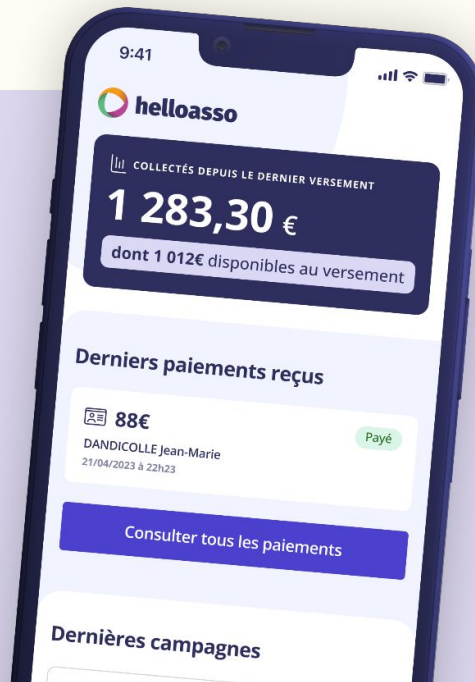 9:41
helloasso
COLLECTÉS DEPUIS LE DERNIER VERSEMENT
1 283,30 €
dont 1 012€ disponibles au versement
Derniers paiements reçus
88€
Payé
DANDICOLLE Jean-Marie
21/04/2023 à 22h23
Consulter tous les paiements
Dernières campagnes